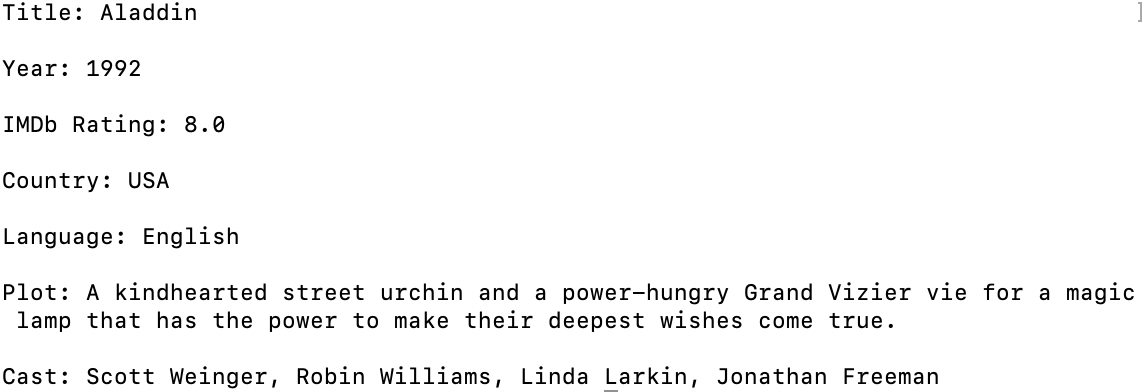 Title: Aladdin
Year: 1992
IMDb Rating: 8.0
Country: USA
Language: English
Plot: A kindhearted street urchin and a power-hungry Grand Vizier vie for a magic
lamp that has the power to make their deepest wishes come true.
Cast: Scott Weinger, Robin Williams, Linda Larkin, Jonathan Freeman